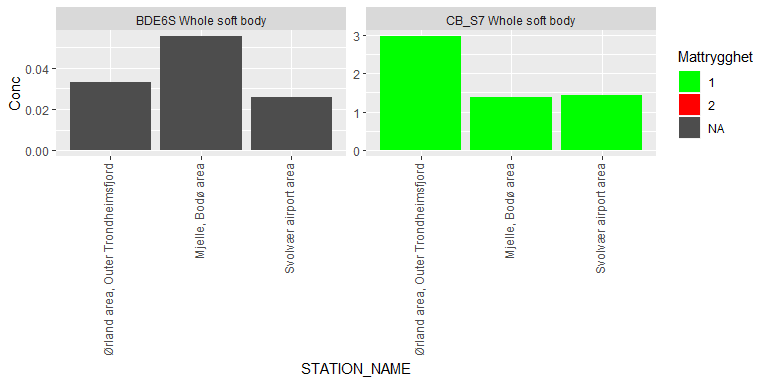 BDE6S Whole soft body
CB_S7 Whole soft body
Conc
0.04
0.02
0.00
3
2
1
0
Ørland area, Outer Trondheimsfjord
Mjelle, Bodø area
Svolvær airport area
Ørland area, Outer Trondheimsfjord
Mjelle, Bodø area
Svolvær airport area
STATION_NAME
Mattrygghet
1
2
NA